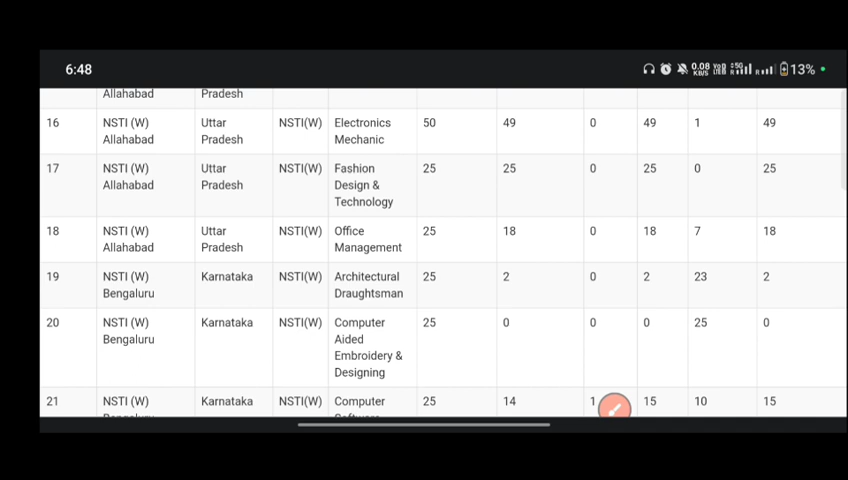 6:48 0.08 KB/S 5G 13%
Allahabad Pradesh
16 NSTI (W) Uttar NSTI(W) Electronics 50 49 0 49 1 49
Allahabad Pradesh Mechanic
17 NSTI (W) Uttar NSTI(W) Fashion 25 25 0 25 0 25
Allahabad Pradesh Design &
Technology
18 NSTI (W) Uttar NSTI(W) Office 25 18 0 18 7 18
Allahabad Pradesh Management
19 NSTI (W) Karnataka NSTI(W) Architectural 25 2 0 2 23 2
Bengaluru Draughtsman
20 NSTI (W) Karnataka NSTI(W) Computer 25 0 0 0 25 0
Bengaluru Aided
Embroidery &
Designing
21 NSTI (W) Karnataka NSTI(W) Computer 25 14 1 15 10 15
Bengaluru Software